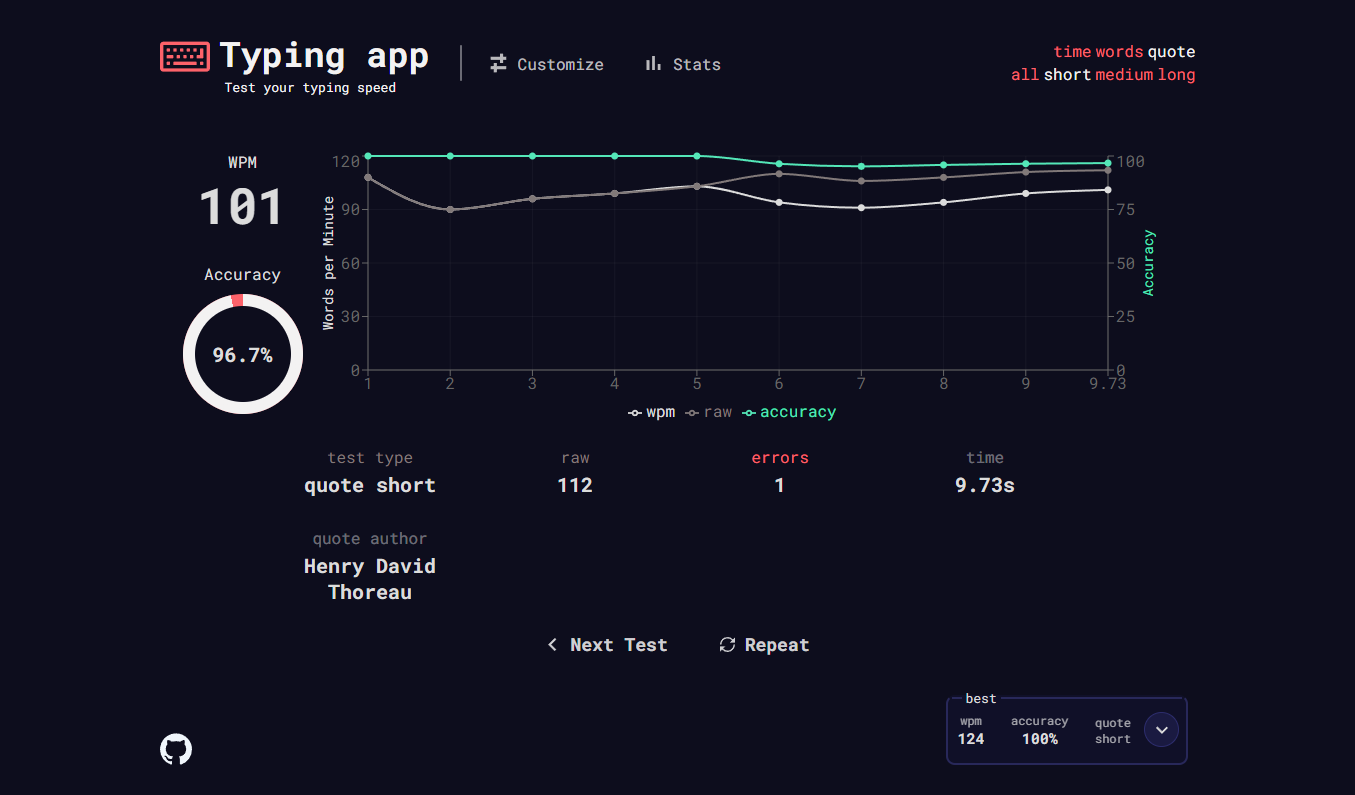 Typing app
Test your typing speed
Customize
Stats
time words quote
all short medium long
WPM
101
Accuracy
96.7%
Words per Minute
120
90
60
30
0
1 2 3 4 5 6 7 8 9 9.73
100
75
50
25
0
Accuracy
wpm raw accuracy
test type raw errors time
quote short 112 1 9.73s
quote author
Henry David
Thoreau
Next Test Repeat
best
wpm accuracy quote
124 100% short